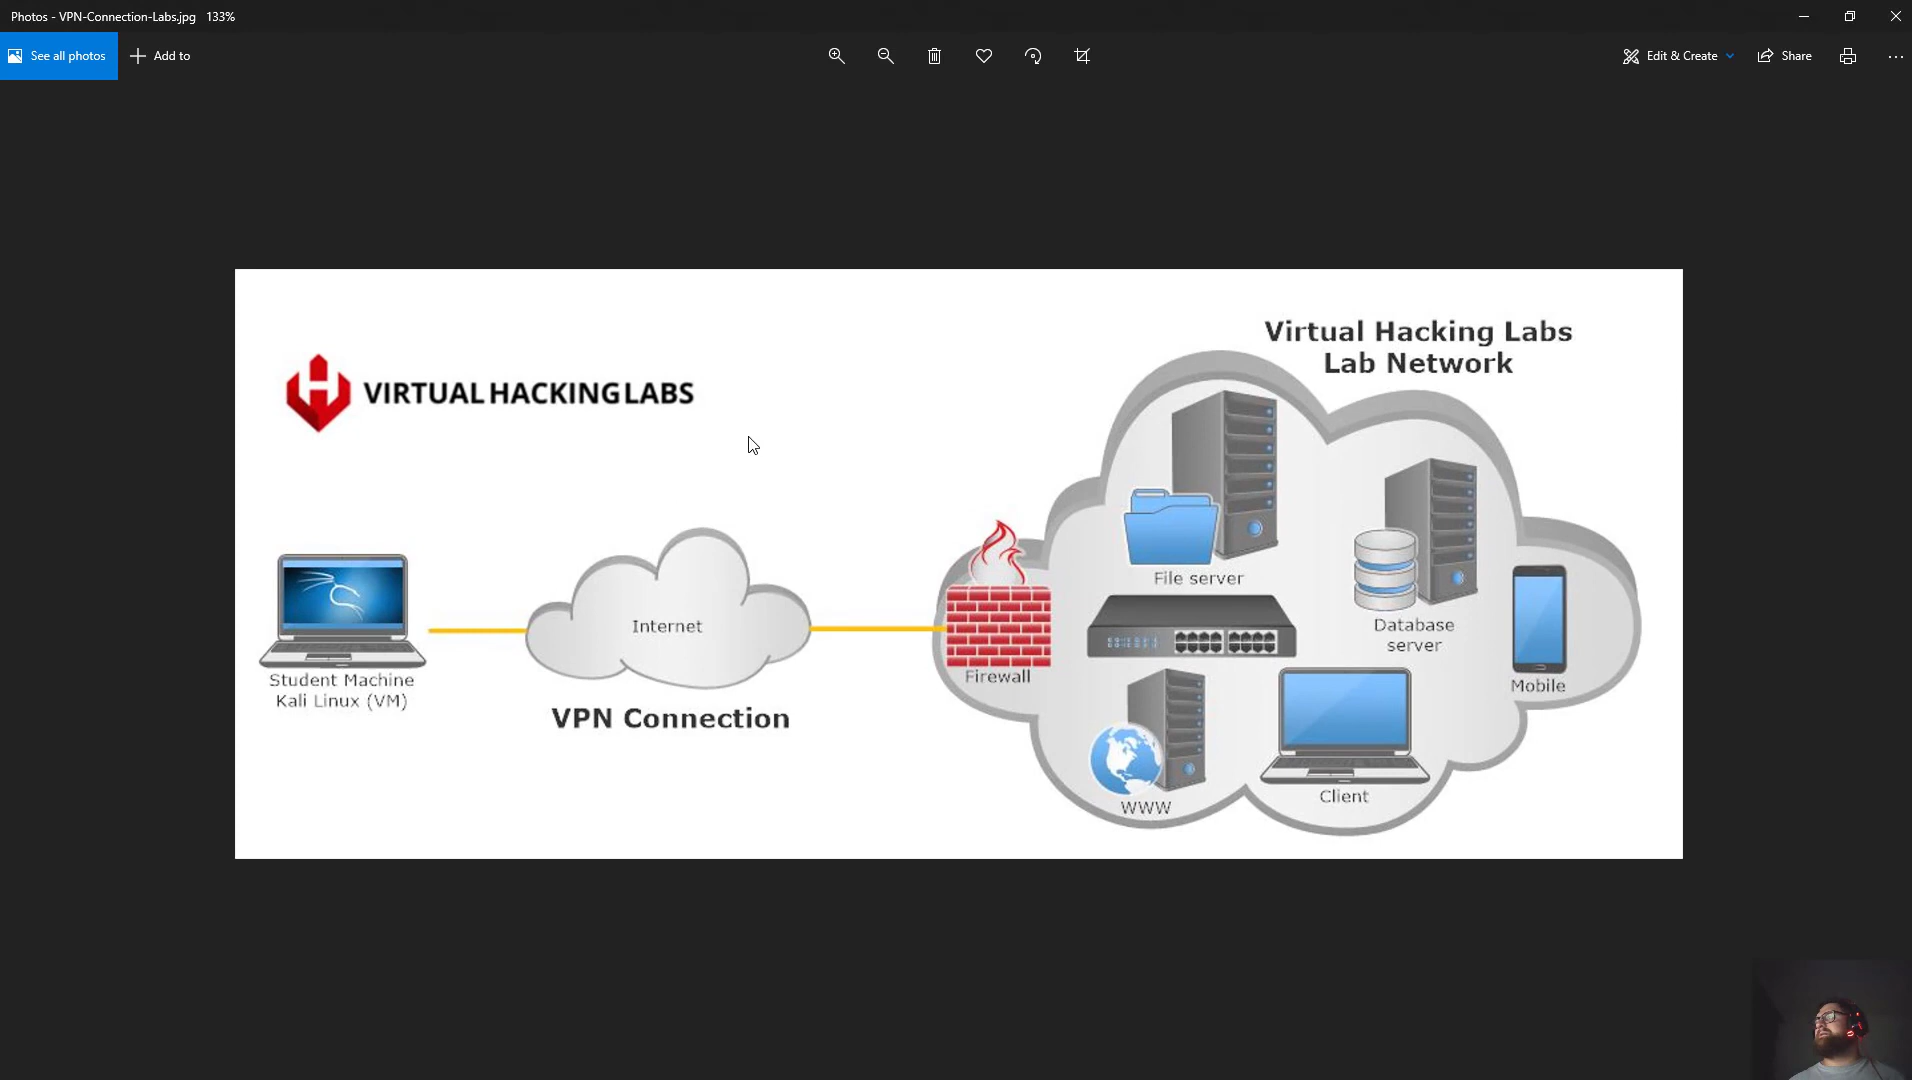 Photos - VPN-Connection-Labs.jpg 133%
See all photos
Add to
Edit & Create
Share
Virtual Hacking Labs
Lab Network
VIRTUAL HACKING LABS
File server
Internet
Database
server
Student Machine
Kali Linux (VM)
Firewall
Mobile
VPN Connection
Client
WWW